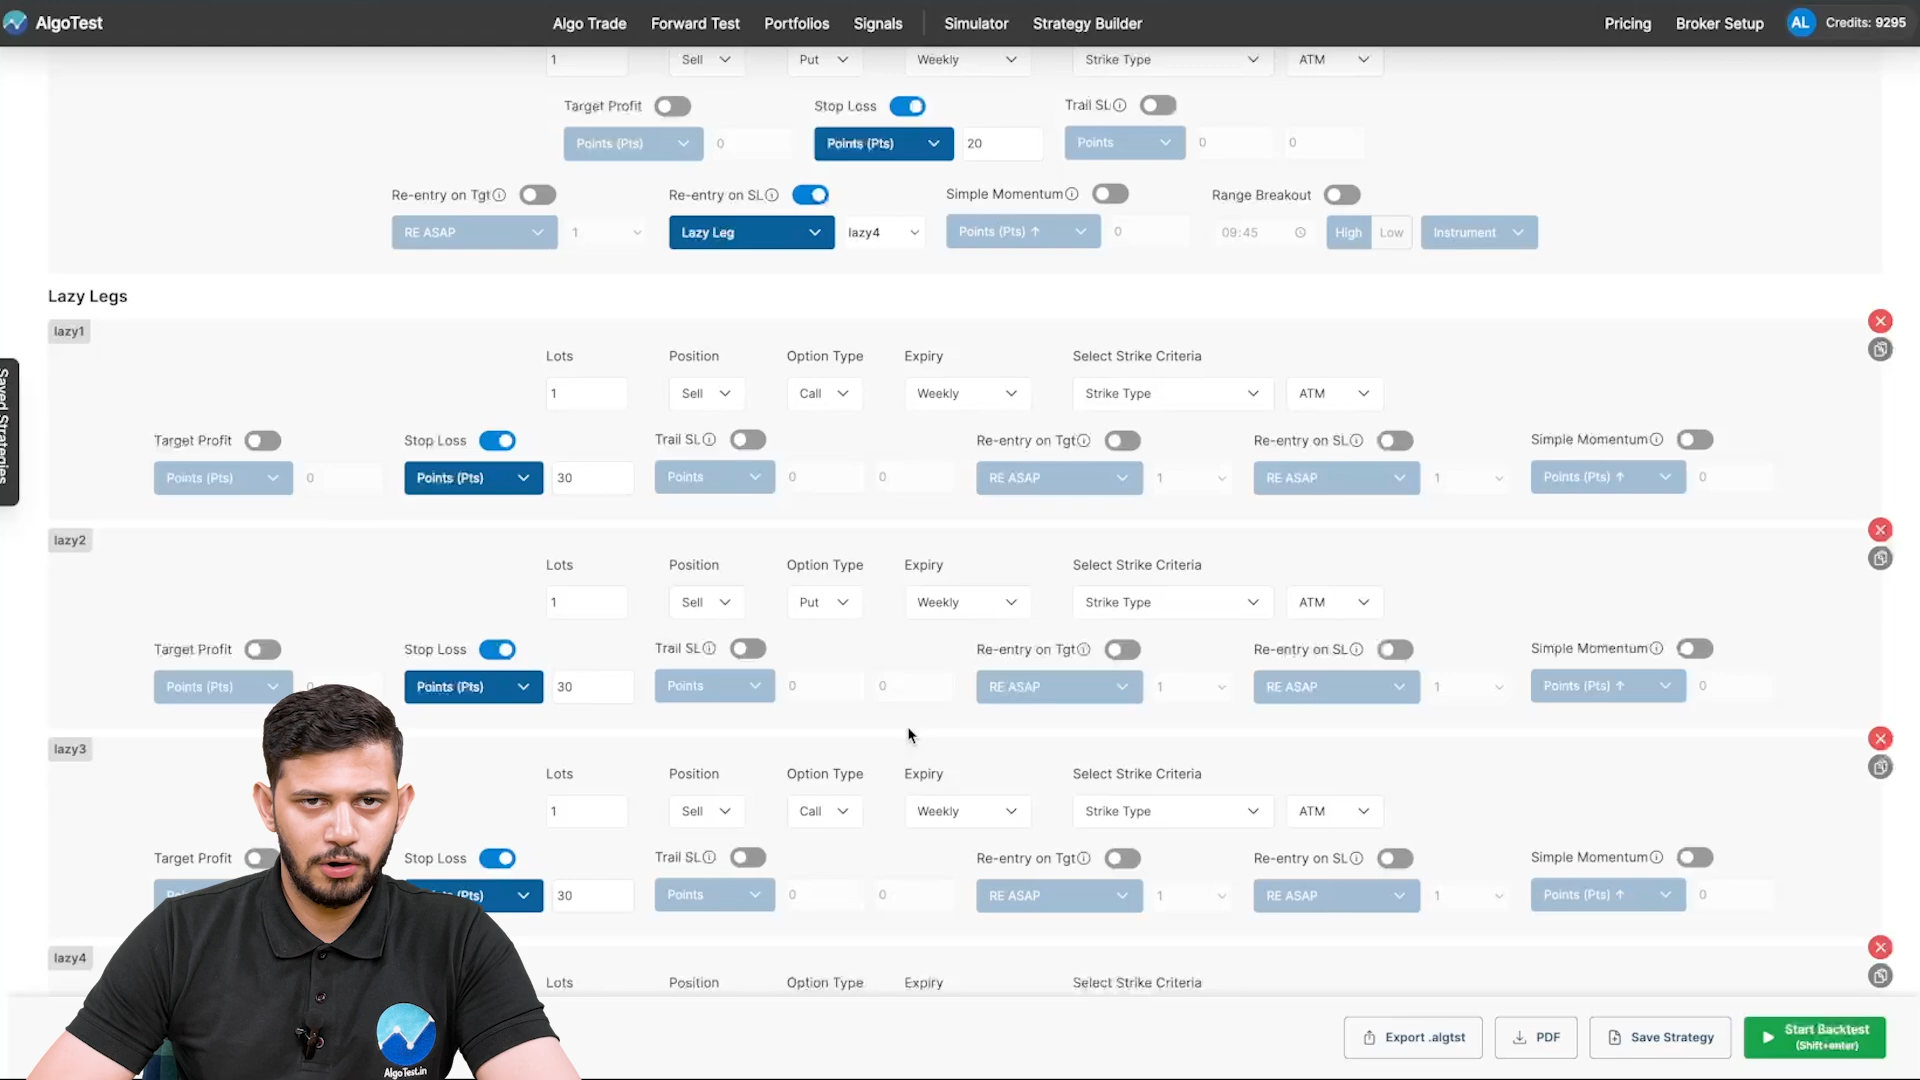 AlgoTest Algo Trade Forward Test Portfolios Signals Simulator Strategy Builder Pricing Broker Setup AL Credits: 9295
1 Sell Put Weekly Strike Type ATM
Target Profit Stop Loss Trail SL
Points (Pts) 0 Points (Pts) 20 Points 0 0
Re-entry on Tgt Re-entry on SL Simple Momentum Range Breakout
RE ASAP 1 Lazy Leg lazy4 Points (Pts) ↑ 0 09:45 High Low Instrument
Lazy Legs
lazy1
Lots Position Option Type Expiry Select Strike Criteria
1 Sell Call Weekly Strike Type ATM
Target Profit Stop Loss Trail SL Re-entry on Tgt Re-entry on SL Simple Momentum
Points (Pts) 0 Points (Pts) 30 Points 0 0 RE ASAP 1 RE ASAP 1 Points (Pts) ↑ 0
Saved Strategies
lazy2
Lots Position Option Type Expiry Select Strike Criteria
1 Sell Put Weekly Strike Type ATM
Target Profit Stop Loss Trail SL Re-entry on Tgt Re-entry on SL Simple Momentum
Points (Pts) 0 Points (Pts) 30 Points 0 0 RE ASAP 1 RE ASAP 1 Points (Pts) ↑ 0
lazy3
Lots Position Option Type Expiry Select Strike Criteria
1 Sell Call Weekly Strike Type ATM
Target Profit Stop Loss Trail SL Re-entry on Tgt Re-entry on SL Simple Momentum
(Pts) 30 Points 0 0 RE ASAP 1 RE ASAP 1 Points (Pts) ↑ 0
lazy4
Lots Position Option Type Expiry Select Strike Criteria
Export .algtst PDF Save Strategy Start Backtest
(Shift+enter)
AlgoTest.in